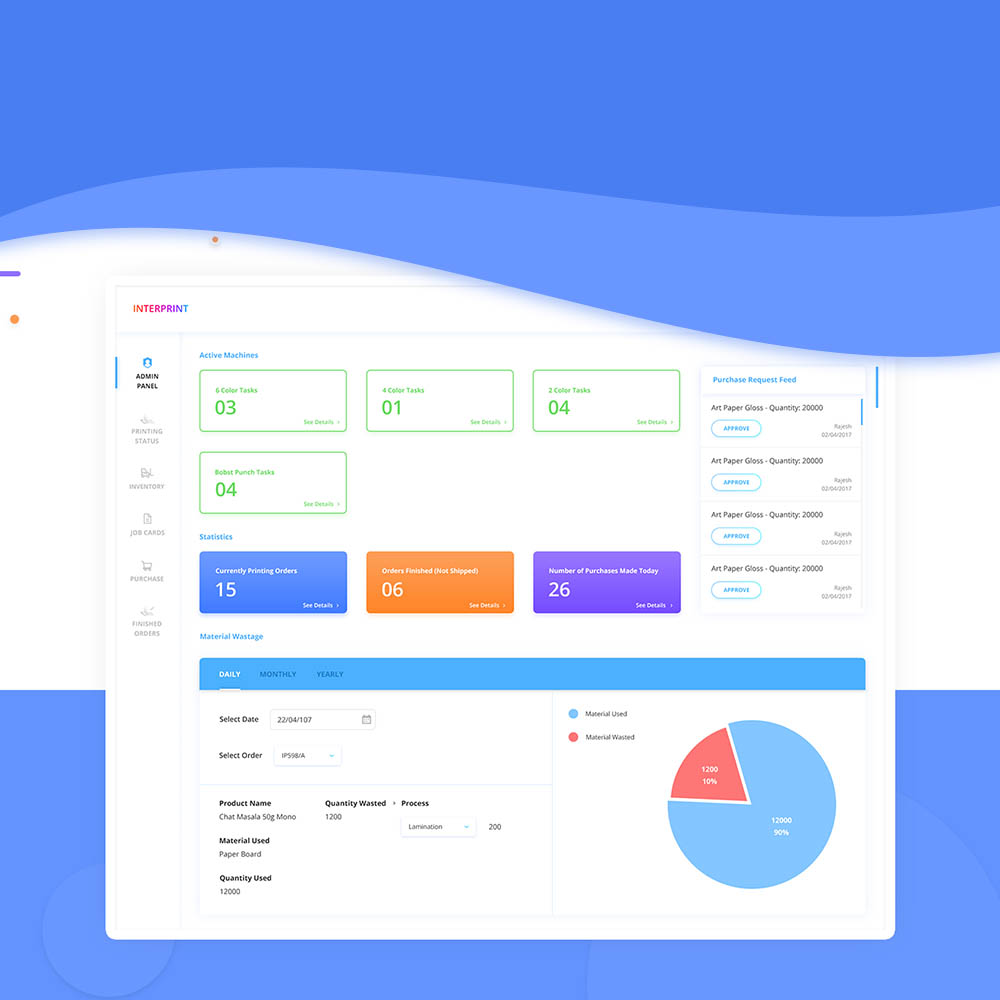 INTERPRINT
ADMIN
PANEL
PRINTING
STATUS
INVENTORY
JOB CARDS
PURCHASE
FINISHED
ORDERS
Active Machines
6 Color Tasks
03
See Details
4 Color Tasks
01
See Details
2 Color Tasks
04
See Details
Bobst Punch Tasks
04
See Details
Statistics
Currently Printing Orders
15
See Details
Orders Finished (Not Shipped)
06
See Details
Number of Purchases Made Today
26
See Details
Purchase Request Feed
Art Paper Gloss - Quantity: 20000
APPROVE
Rajesh
02/04/2017
Art Paper Gloss - Quantity: 20000
APPROVE
Rajesh
02/04/2017
Art Paper Gloss - Quantity: 20000
APPROVE
Rajesh
02/04/2017
Art Paper Gloss - Quantity: 20000
APPROVE
Rajesh
02/04/2017
Material Wastage
DAILY MONTHLY YEARLY
Select Date 22/04/107
Select Order IPS98/A
Product Name
Chat Masala 50g Mono
Material Used
Paper Board
Quantity Used
12000
Quantity Wasted
1200
Process
Lamination 200
Material Used
Material Wasted
1200
10%
12000
90%